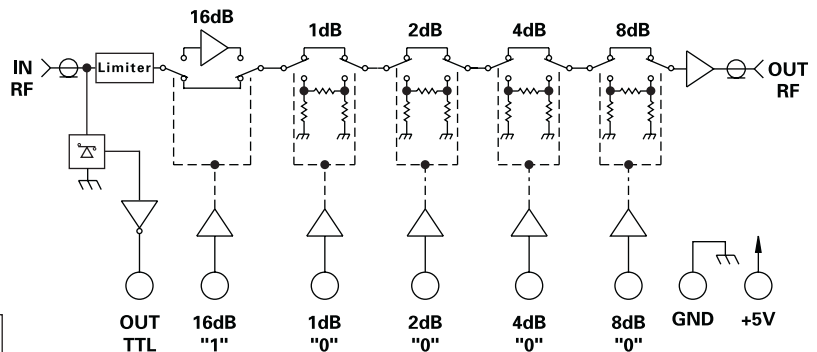 16dB 1dB 2dB 4dB 8dB
IN
RF
Limiter
OUT
RF
OUT
TTL
16dB
"1"
1dB
"0"
2dB
"0"
4dB
"0"
8dB
"0"
GND
+5V